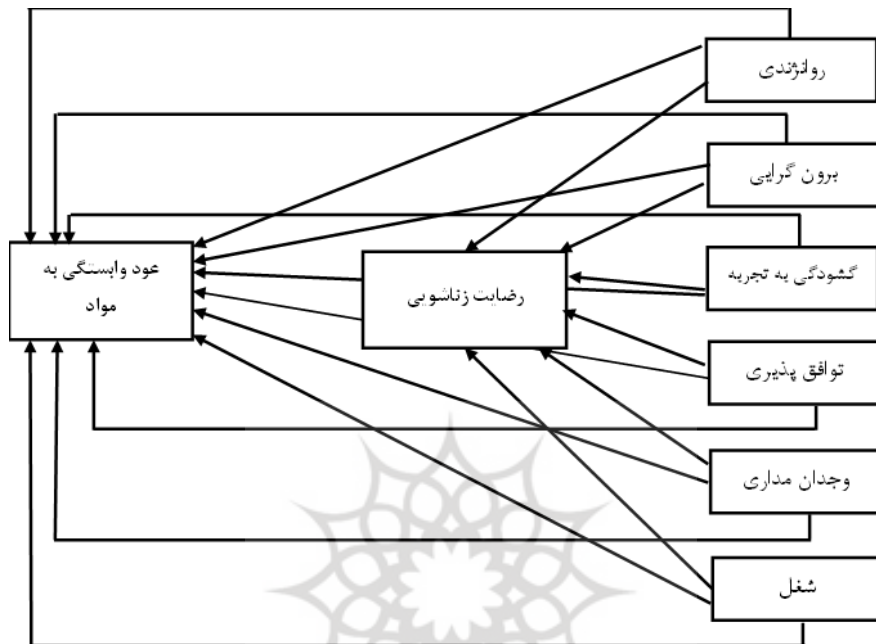 روانژندی
برون گرایی
گشودگی به تجربه
توافق پذیری
وجدان مداری
شغل
رضایت زناشویی
عود وابستگی به
مواد